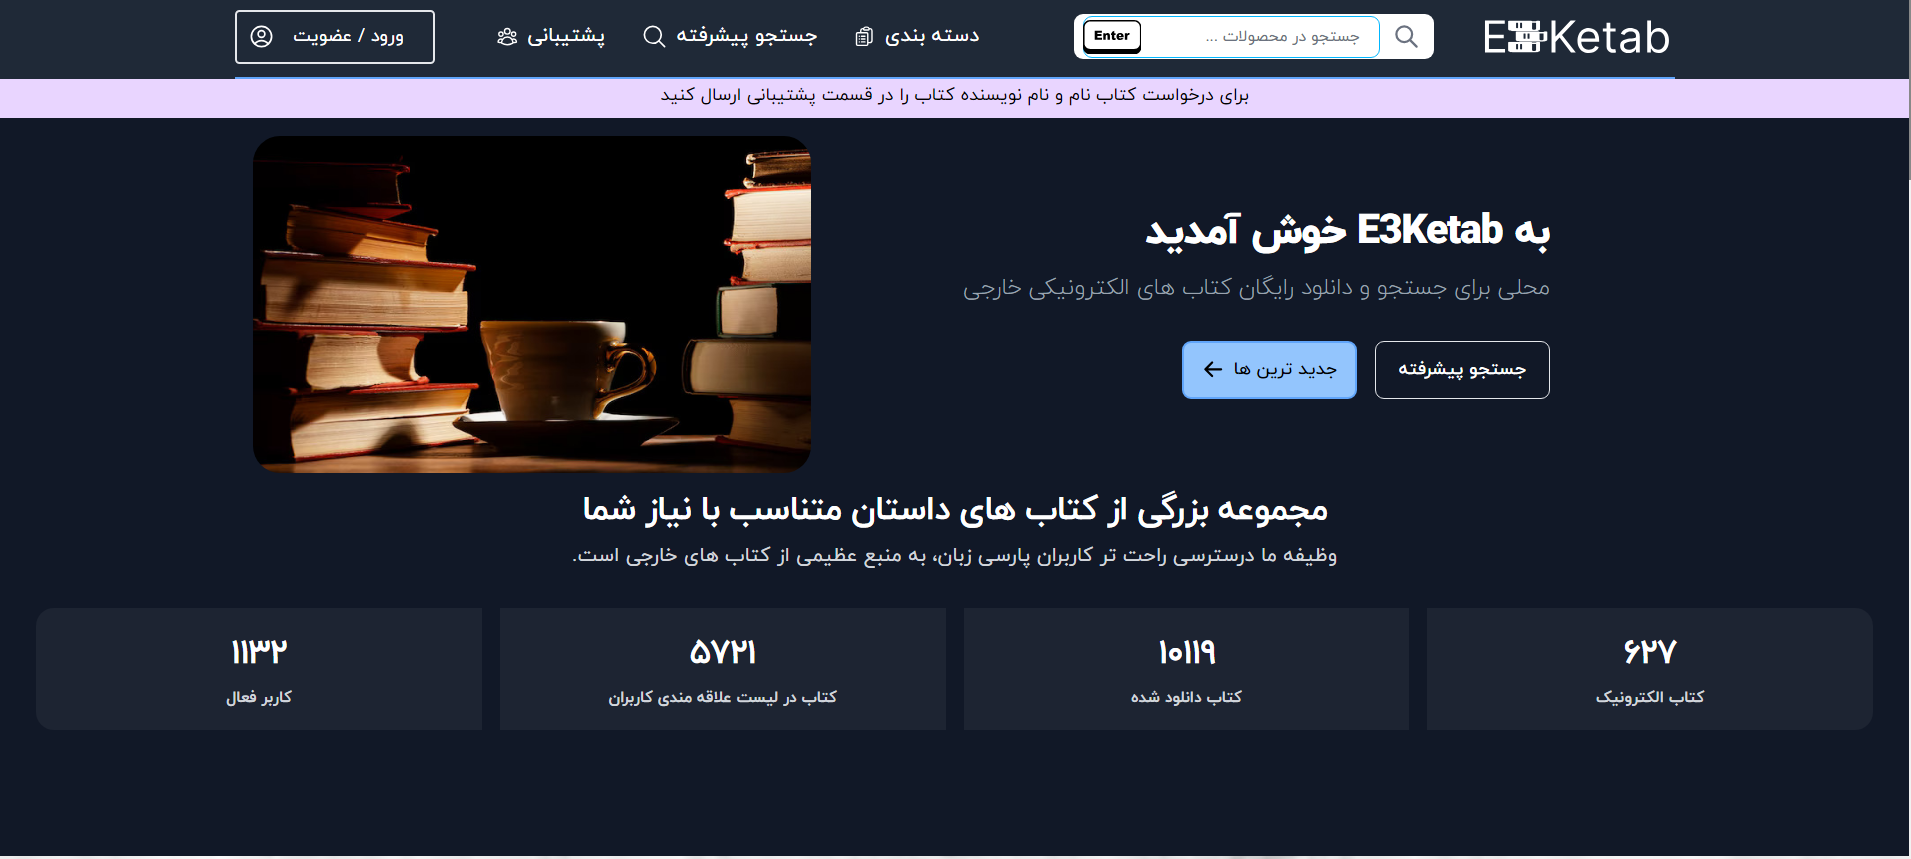 E3Ketab
جستجو در محصولات ...
Enter
دسته بندی
جستجو پیشرفته
پشتیبانی
ورود / عضویت
برای درخواست کتاب نام و نام نویسنده کتاب را در قسمت پشتیبانی ارسال کنید
به E3Ketab خوش آمدید
محلی برای جستجو و دانلود رایگان کتاب های الکترونیکی خارجی
جستجو پیشرفته
جدید ترین ها
مجموعه بزرگی از کتاب های داستان متناسب با نیاز شما
وظیفه ما درسترسی راحت تر کاربران پارسی زبان، به منبع عظیمی از کتاب های خارجی است.
۶۲۷
کتاب الکترونیک
۱۰۱۱۹
کتاب دانلود شده
۵۷۲۱
کتاب در لیست علاقه مندی کاربران
۱۱۳۲
کاربر فعال